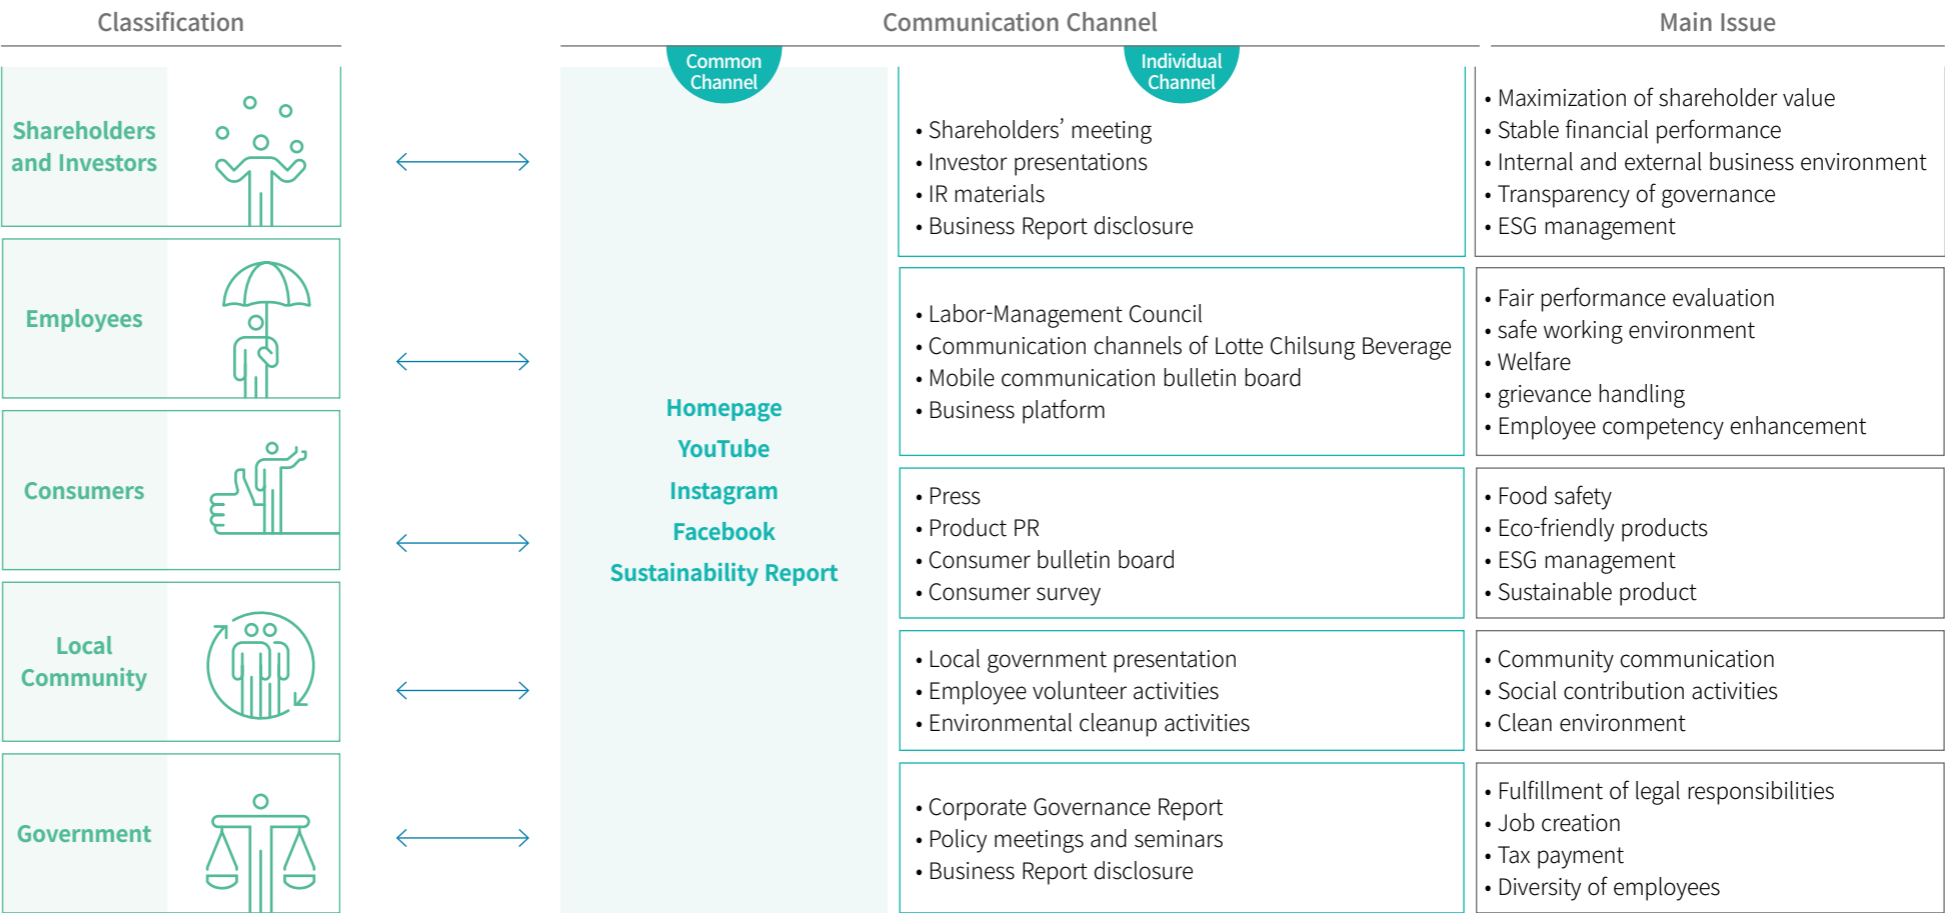 Classification
Communication Channel
Main Issue
Common
Channel
Individual
Channel
Shareholders
and Investors
• Shareholders’ meeting
• Investor presentations
• IR materials
• Business Report disclosure
• Maximization of shareholder value
• Stable financial performance
• Internal and external business environment
• Transparency of governance
• ESG management
Employees
• Labor-Management Council
• Communication channels of Lotte Chilsung Beverage
• Mobile communication bulletin board
• Business platform
• Fair performance evaluation
• safe working environment
• Welfare
• grievance handling
• Employee competency enhancement
Homepage
YouTube
Instagram
Facebook
Sustainability Report
Consumers
• Press
• Product PR
• Consumer bulletin board
• Consumer survey
• Food safety
• Eco-friendly products
• ESG management
• Sustainable product
Local
Community
• Local government presentation
• Employee volunteer activities
• Environmental cleanup activities
• Community communication
• Social contribution activities
• Clean environment
Government
• Corporate Governance Report
• Policy meetings and seminars
• Business Report disclosure
• Fulfillment of legal responsibilities
• Job creation
• Tax payment
• Diversity of employees